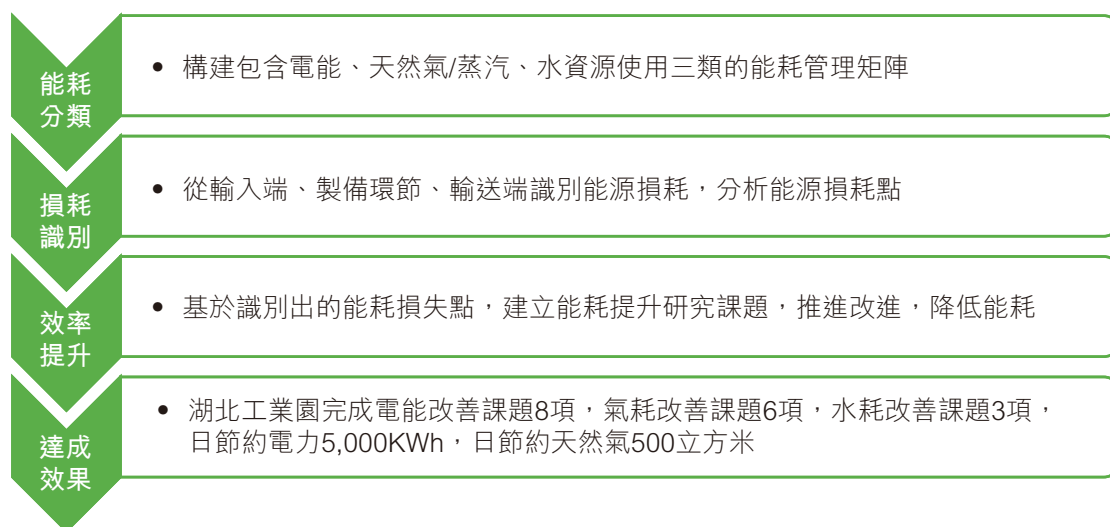 能耗
分類
• 構建包含電能、天然氣/蒸汽、水資源使用三類的能耗管理矩陣
損耗
識別
• 從輸入端、製備環節、輸送端識別能源損耗，分析能源損耗點
效率
提升
• 基於識別出的能耗損失點，建立能耗提升研究課題，推進改進，降低能耗
達成
效果
• 湖北工業園完成電能改善課題8項，氣耗改善課題6項，水耗改善課題3項，
日節約電力5,000KWh，日節約天然氣500立方米